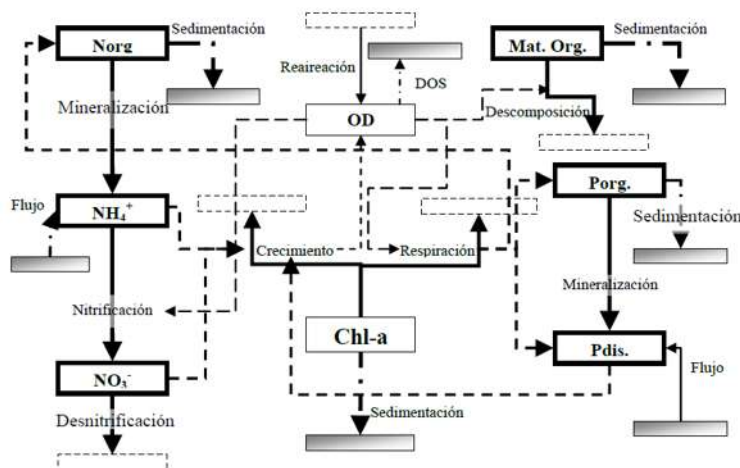 Norg
Sedimentación
Mat. Org.
Sedimentación
Reaireación
DOS
Mineralización
OD
Descomposición
Flujo
NH₄⁺
Porg.
Sedimentación
Crecimiento
Respiración
Mineralización
Nitrificación
Chl-a
Pdis.
Flujo
NO₃⁻
Sedimentación
Desnitrificación